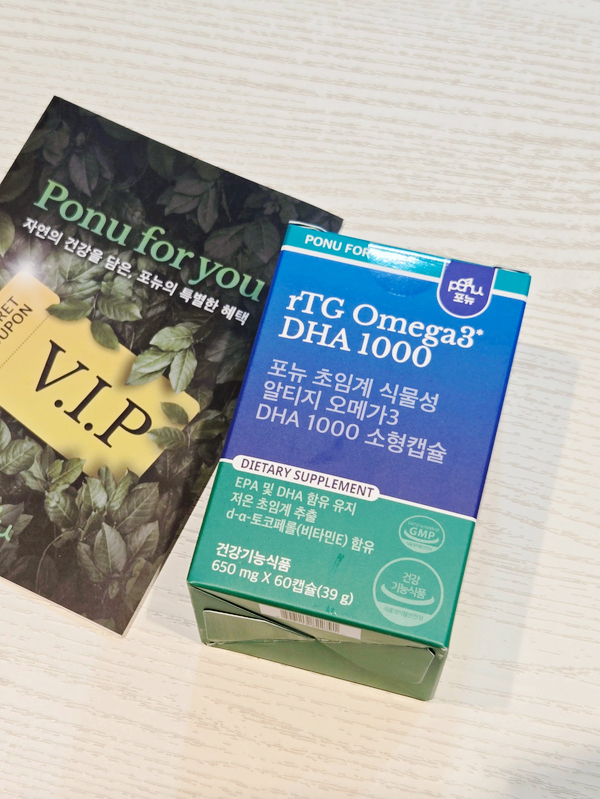 Ponu for you
자연의 건강을 담은, 포뉴의 특별한 혜택
V.I.P
PONU FOR
ponu
포뉴
rTG Omega3*
DHA 1000
포뉴 초임계 식물성
알티지 오메가3
DHA 1000 소형캡슐
DIETARY SUPPLEMENT
EPA 및 DHA 함유 유지
저온 초임계 추출
d-α-토코페롤(비타민E) 함유
GMP
건강기능식품
650 mg X 60캡슐(39 g)
건강
기능식품